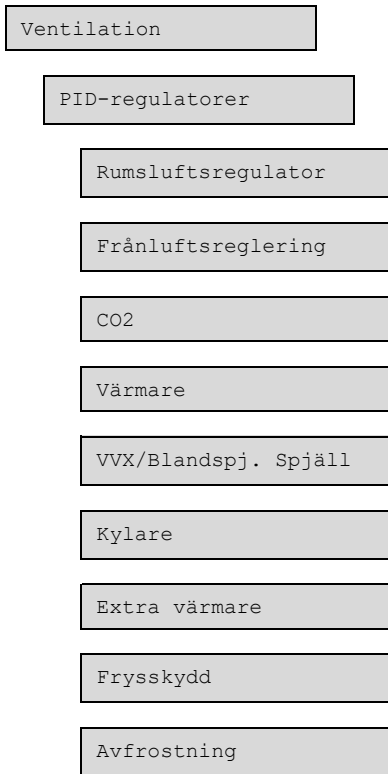 Ventilation
PID-regulatorer
Rumsluftsregulator
Frånluftsreglering
CO2
Värmare
VVX/Blandspj. Spjäll
Kylare
Extra värmare
Frysskydd
Avfrostning